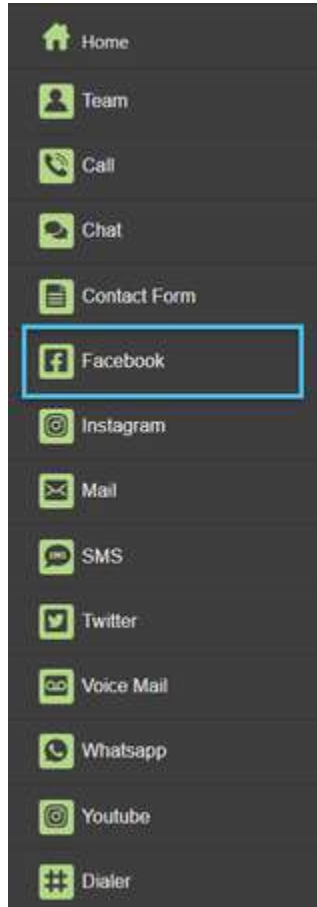 Home
Team
Call
Chat
Contact Form
Facebook
Instagram
Mail
SMS
Twitter
Voice Mail
Whatsapp
Youtube
Dialer